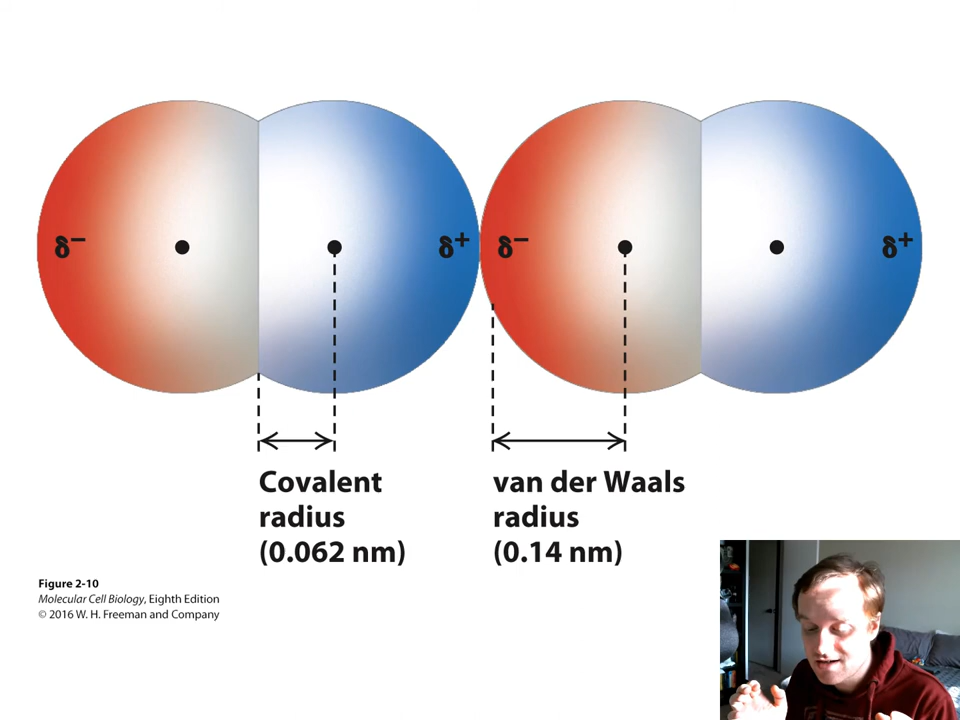 δ− δ+ δ− δ+
Covalent
radius
(0.062 nm)
van der Waals
radius
(0.14 nm)
Figure 2-10
Molecular Cell Biology, Eighth Edition
© 2016 W. H. Freeman and Company